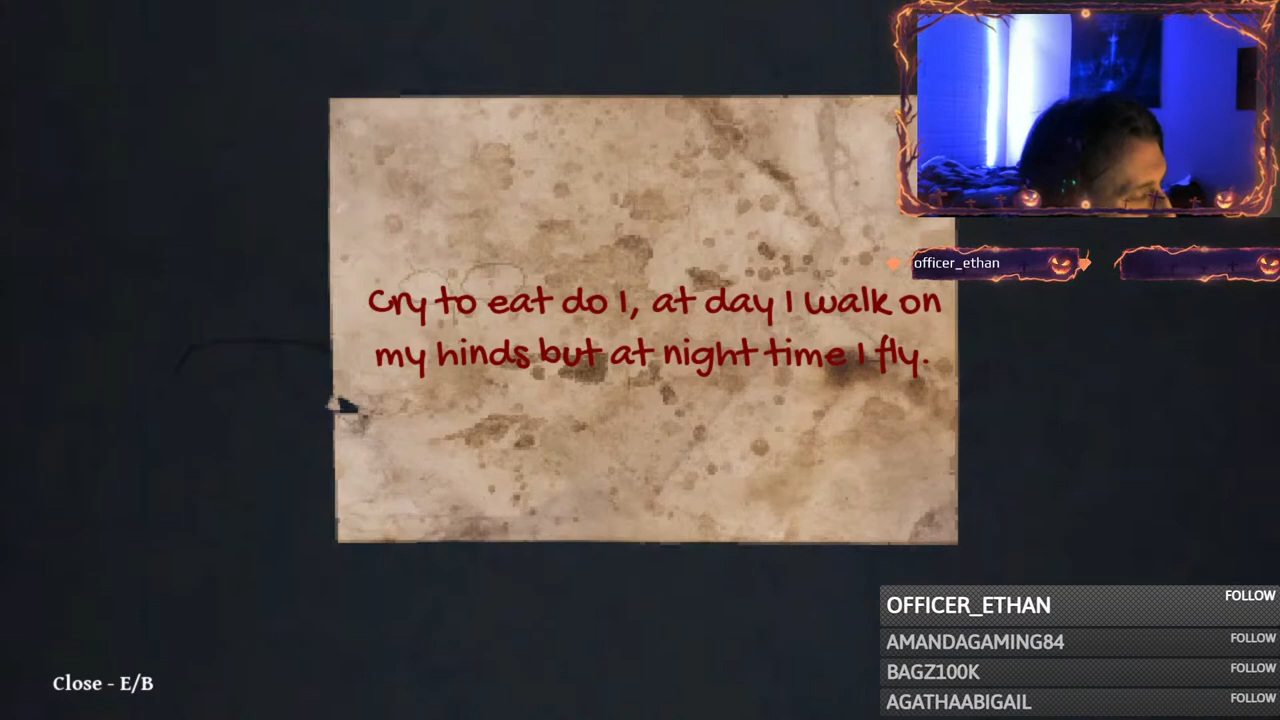 officer_ethan
Cry to eat do I, at day I walk on
my hinds but at night time I fly.
OFFICER_ETHAN FOLLOW
AMANDAGAMING84 FOLLOW
BAGZ100K FOLLOW
AGATHAABIGAIL FOLLOW
Close - E/B